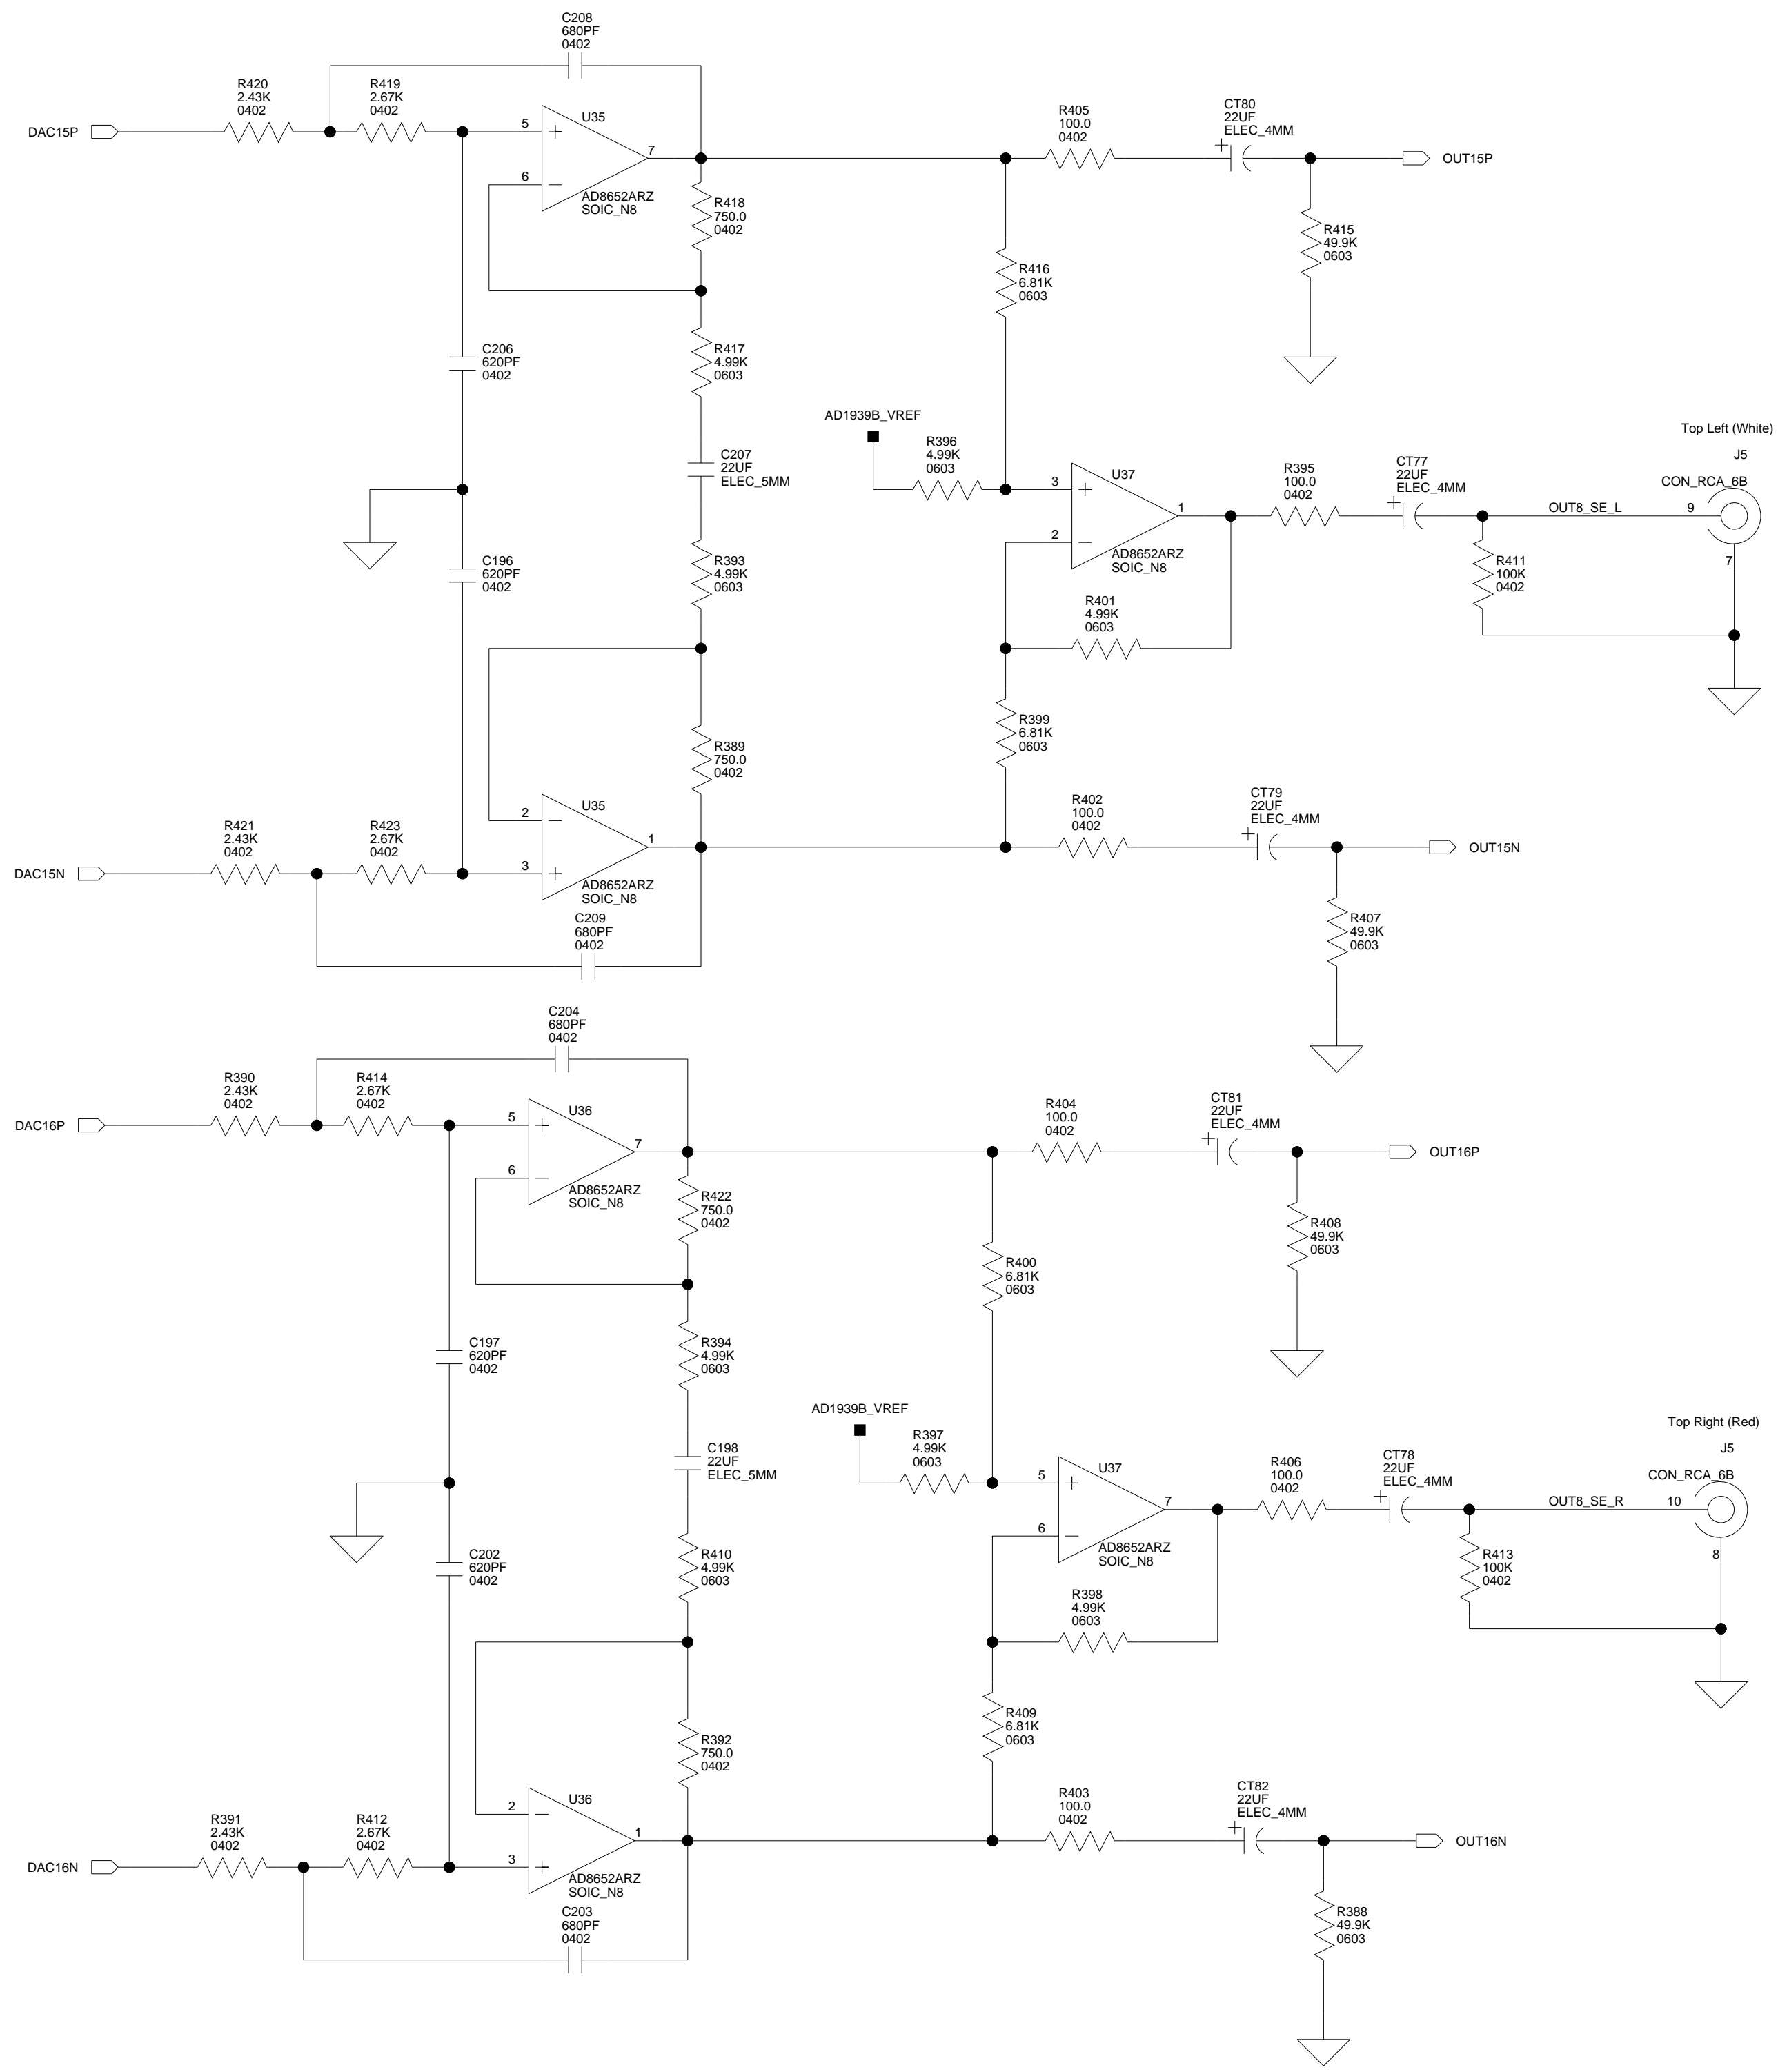 C208
680PF
0402
R420
2.43K
0402
R419
2.67K
0402
DAC15P
5
6
7
U35
AD8652ARZ
SOIC_N8
R405
100.0
0402
CT80
22UF
ELEC_4MM
OUT15P
R418
750.0
0402
R415
49.9K
0603
R416
6.81K
0603
C206
620PF
0402
R417
4.99K
0603
AD1939B_VREF
R396
4.99K
0603
C207
22UF
ELEC_5MM
3
2
1
U37
AD8652ARZ
SOIC_N8
R395
100.0
0402
CT77
22UF
ELEC_4MM
OUT8_SE_L
Top Left (White)
J5
CON_RCA_6B
9
7
R411
100K
0402
C196
620PF
0402
R393
4.99K
0603
R401
4.99K
0603
R399
6.81K
0603
R389
750.0
0402
U35
2
3
1
AD8652ARZ
SOIC_N8
R421
2.43K
0402
R423
2.67K
0402
DAC15N
R402
100.0
0402
CT79
22UF
ELEC_4MM
OUT15N
C209
680PF
0402
R407
49.9K
0603
C204
680PF
0402
R390
2.43K
0402
R414
2.67K
0402
DAC16P
5
6
7
U36
AD8652ARZ
SOIC_N8
R404
100.0
0402
CT81
22UF
ELEC_4MM
OUT16P
R422
750.0
0402
R408
49.9K
0603
R400
6.81K
0603
C197
620PF
0402
R394
4.99K
0603
AD1939B_VREF
R397
4.99K
0603
C198
22UF
ELEC_5MM
5
6
7
U37
AD8652ARZ
SOIC_N8
R406
100.0
0402
CT78
22UF
ELEC_4MM
OUT8_SE_R
Top Right (Red)
J5
CON_RCA_6B
10
8
R413
100K
0402
C202
620PF
0402
R410
4.99K
0603
R398
4.99K
0603
R409
6.81K
0603
R392
750.0
0402
U36
2
3
1
AD8652ARZ
SOIC_N8
R391
2.43K
0402
R412
2.67K
0402
DAC16N
R403
100.0
0402
CT82
22UF
ELEC_4MM
OUT16N
C203
680PF
0402
R388
49.9K
0603